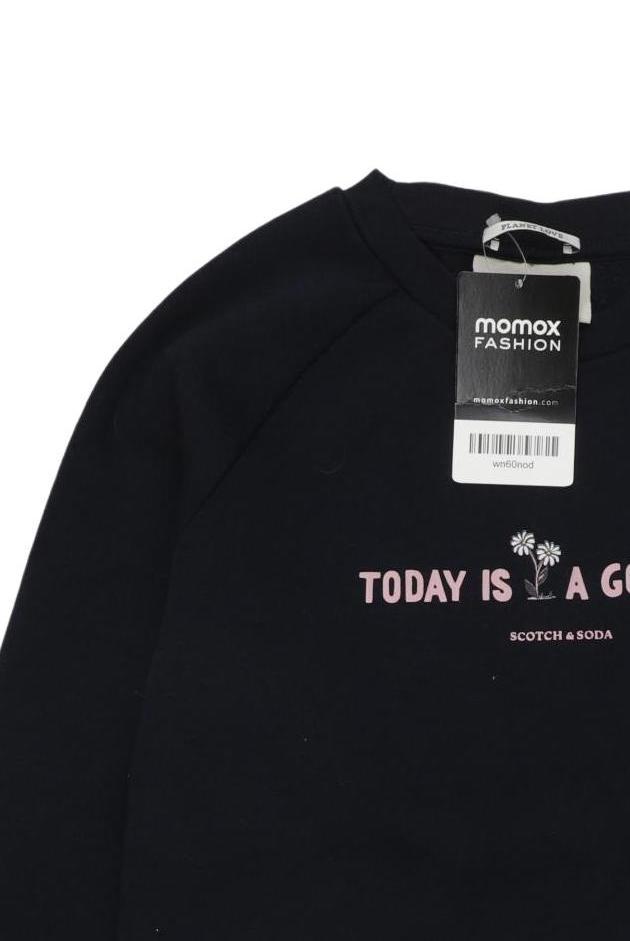 PLANET LOVE
momox
FASHION
momoxfashion.com
wn60nod
TODAY IS A GO
SCOTCH & SODA